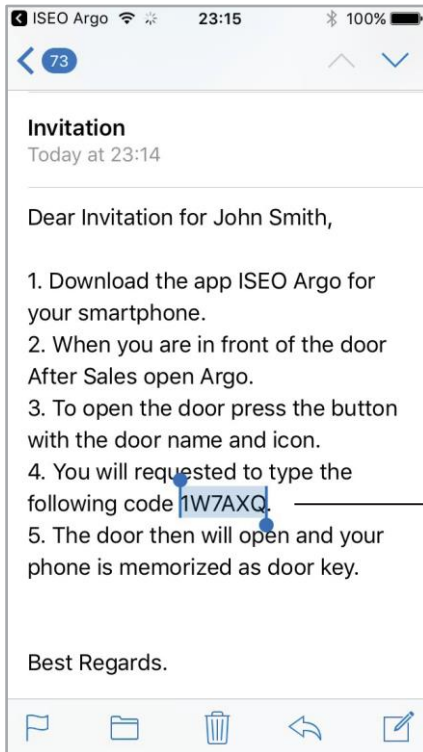 ISEO Argo 23:15 100%
73
Invitation
Today at 23:14
Dear Invitation for John Smith,
1. Download the app ISEO Argo for
your smartphone.
2. When you are in front of the door
After Sales open Argo.
3. To open the door press the button
with the door name and icon.
4. You will requested to type the
following code 1W7AXQ.
5. The door then will open and your
phone is memorized as door key.
Best Regards.